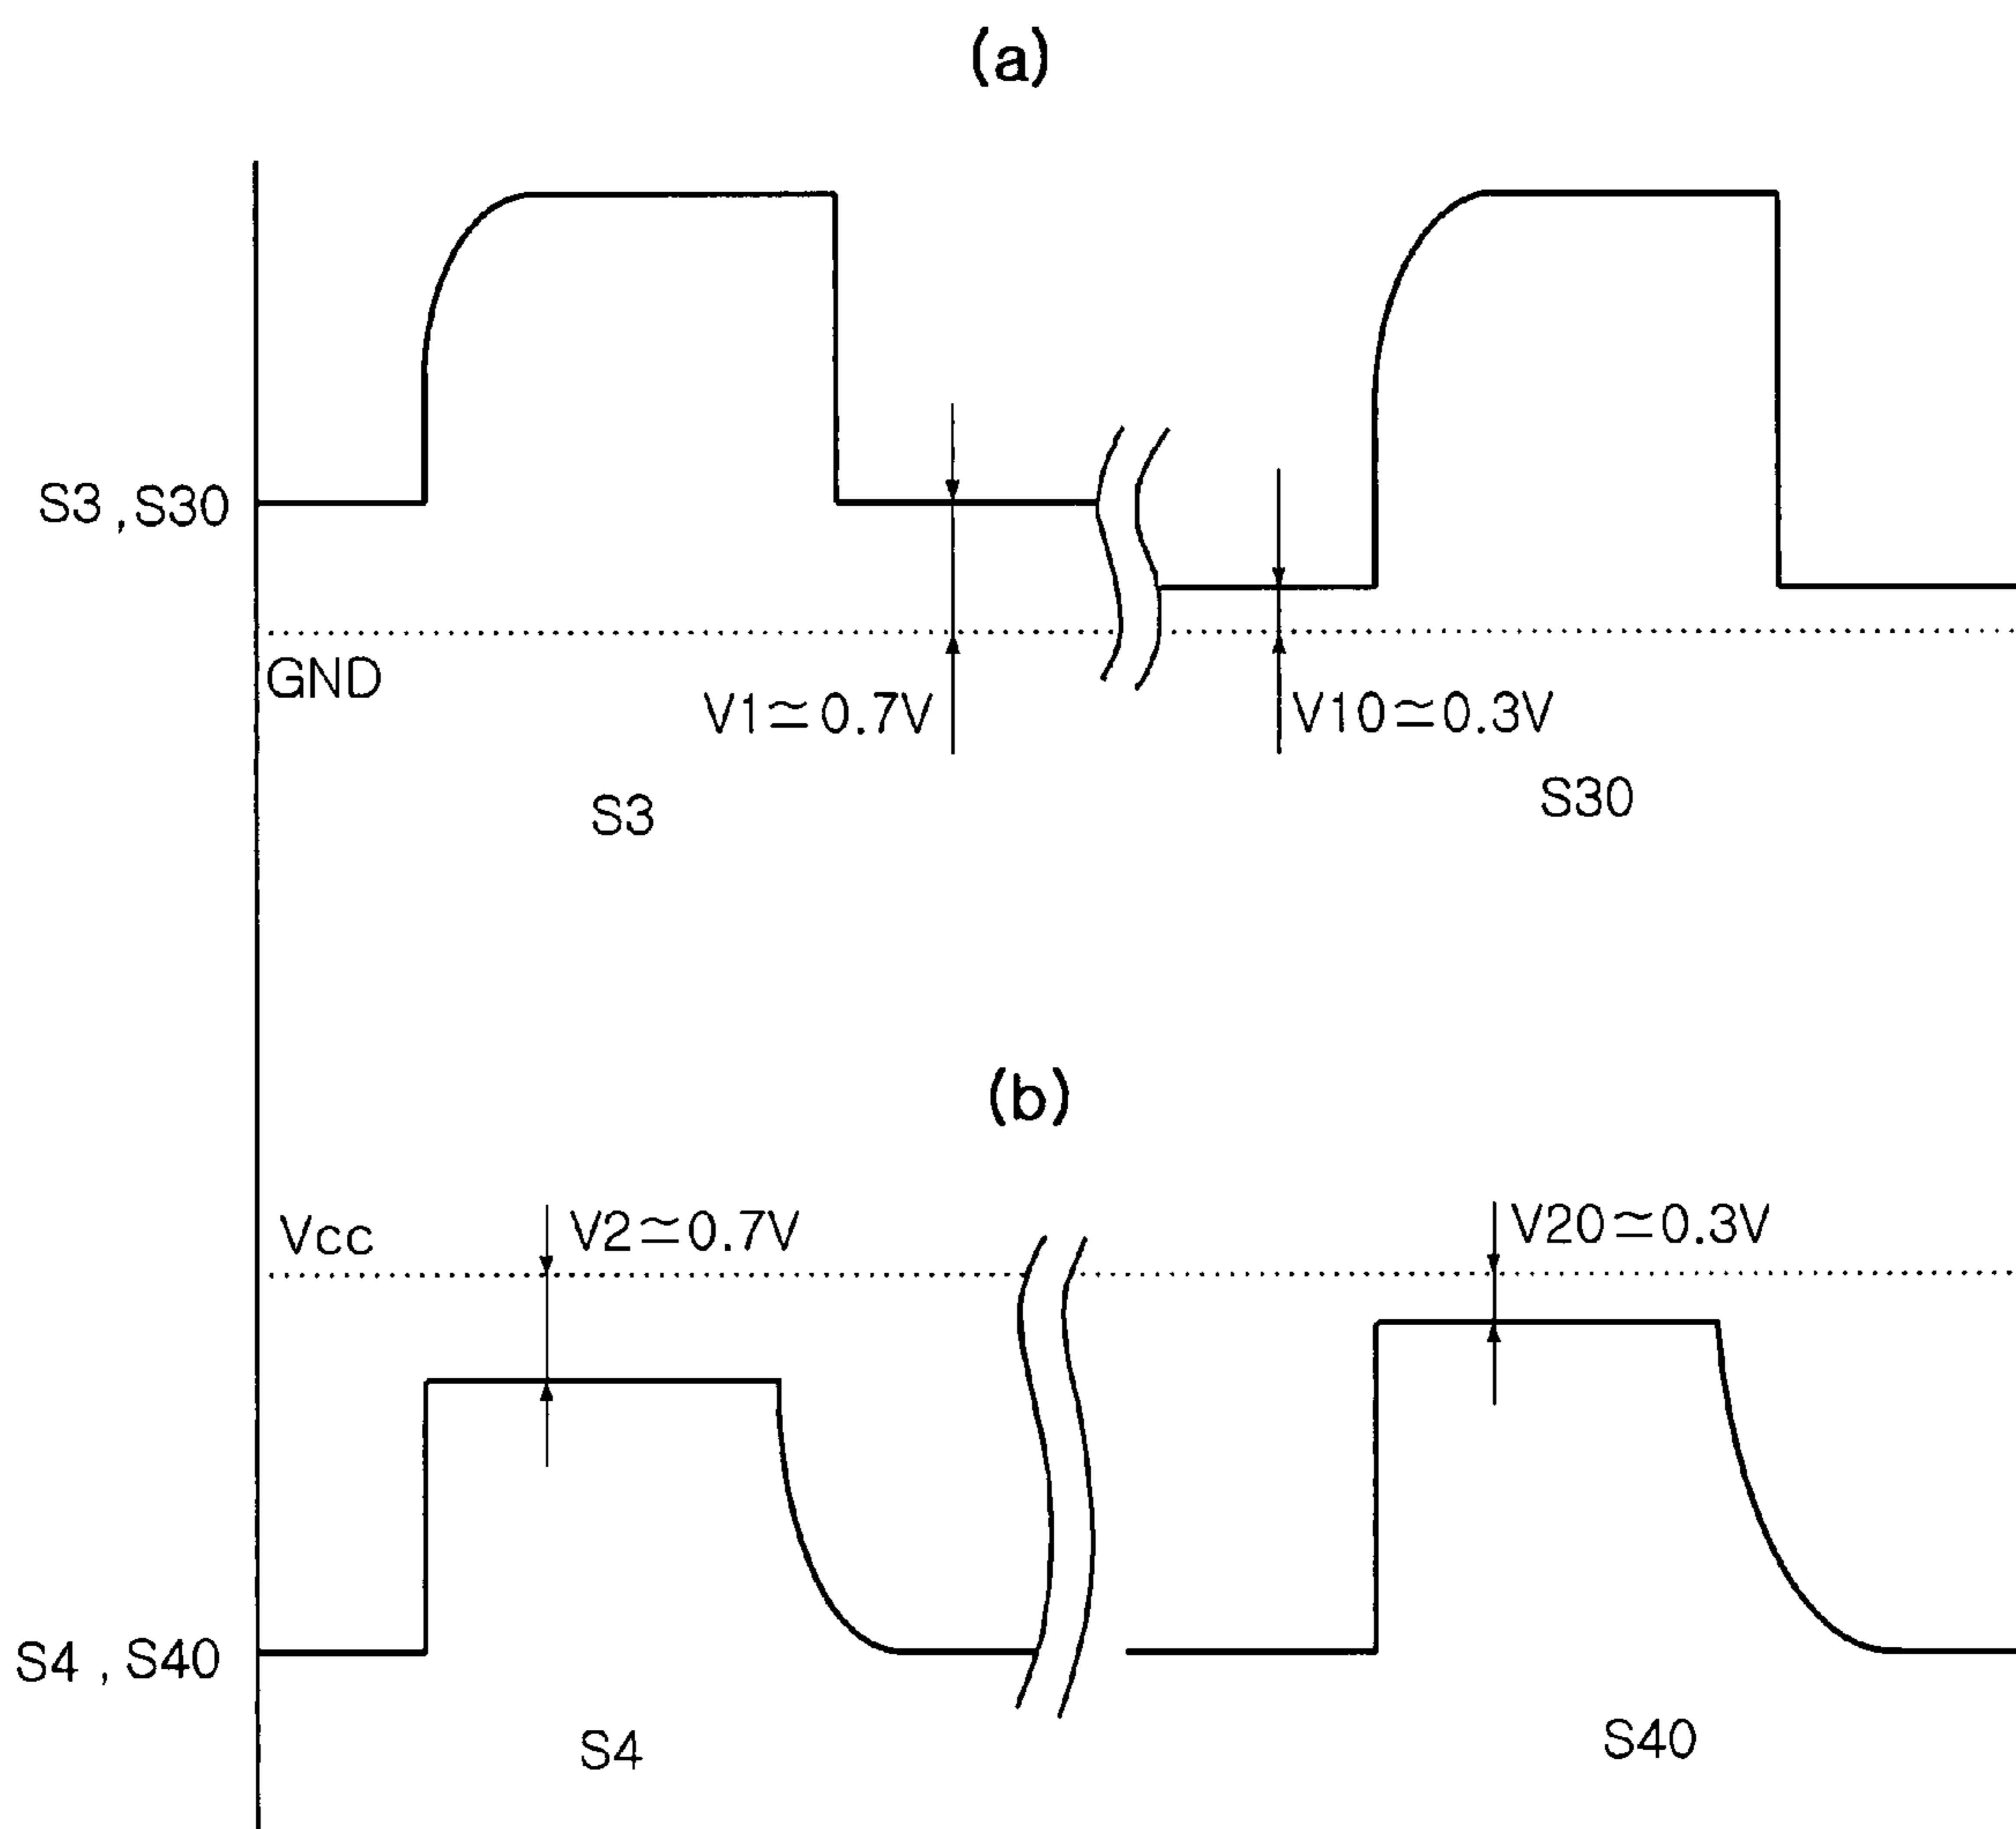 (a)
S3 ,S30
GND
V1≃0.7V
V10≃0.3V
S3
S30
(b)
Vcc
V2≃0.7V
V20≃0.3V
S4 , S40
S4
S40